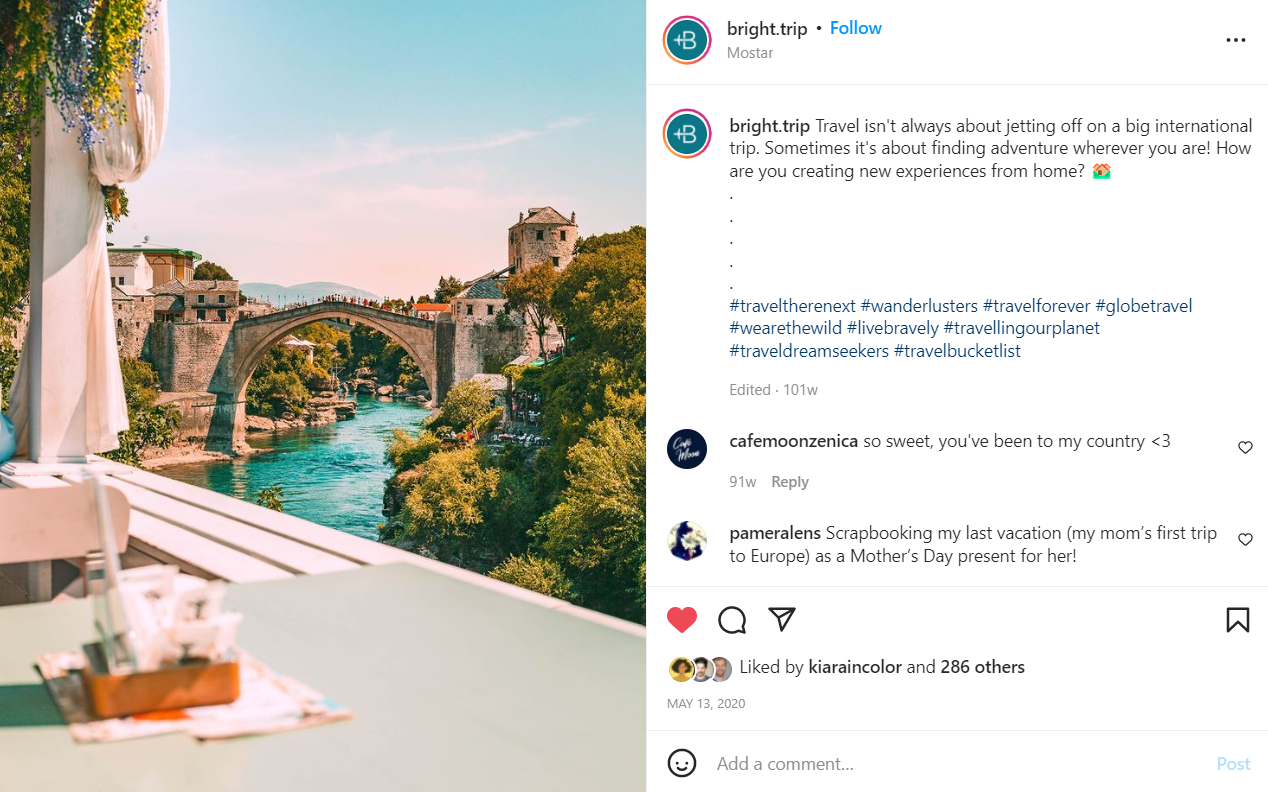 bright.trip • Follow
Mostar
bright.trip Travel isn't always about jetting off on a big international
trip. Sometimes it's about finding adventure wherever you are! How
are you creating new experiences from home? 🏡
.
.
.
.
.
#traveltherenext #wanderlusters #travelforever #globetravel
#wearethewild #livebravely #travellingourplanet
#traveldreamseekers #travelbucketlist
Edited · 101w
Café
Moon
cafemoonzenica so sweet, you've been to my country <3
91w Reply
pameralens Scrapbooking my last vacation (my mom’s first trip
to Europe) as a Mother’s Day present for her!
Liked by kiaraincolor and 286 others
MAY 13, 2020
Add a comment... Post